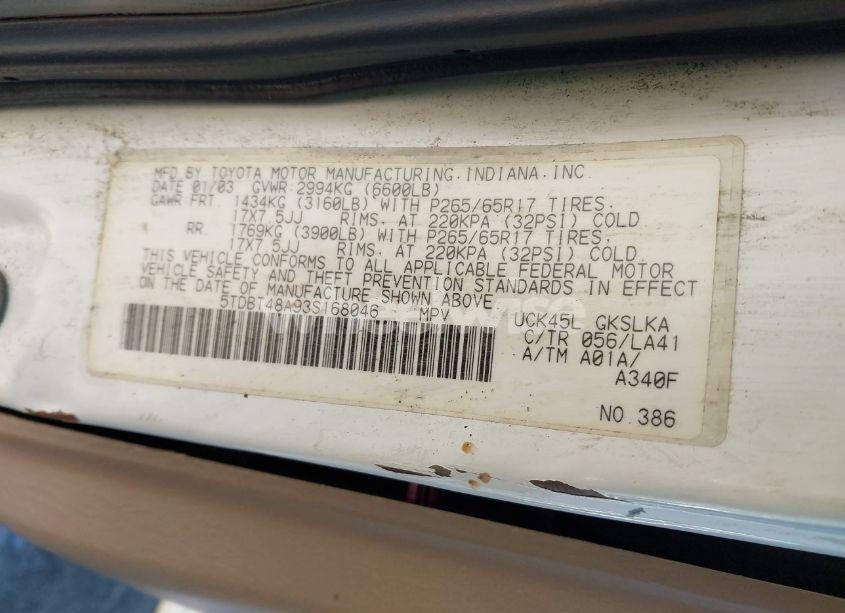 MFD BY TOYOTA MOTOR MANUFACTURING, INDIANA, INC.
DATE 01/03 GVWR 2994KG (6600LB)
GAWR FRT 1434KG (3160LB) WITH P265/65R17 TIRES,
17X7.5JJ RIMS, AT 220KPA (32PSI) COLD
RR 1769KG (3900LB) WITH P265/65R17 TIRES,
17X7.5JJ RIMS, AT 220KPA (32PSI) COLD
THIS VEHICLE CONFORMS TO ALL APPLICABLE FEDERAL MOTOR
VEHICLE SAFETY AND THEFT PREVENTION STANDARDS IN EFFECT
ON THE DATE OF MANUFACTURE SHOWN ABOVE.
5TDBT48A93S168046 MPV UCK45L GKSLKA
C/TR 056/LA41
A/TM A01A/
A340F
NO. 386